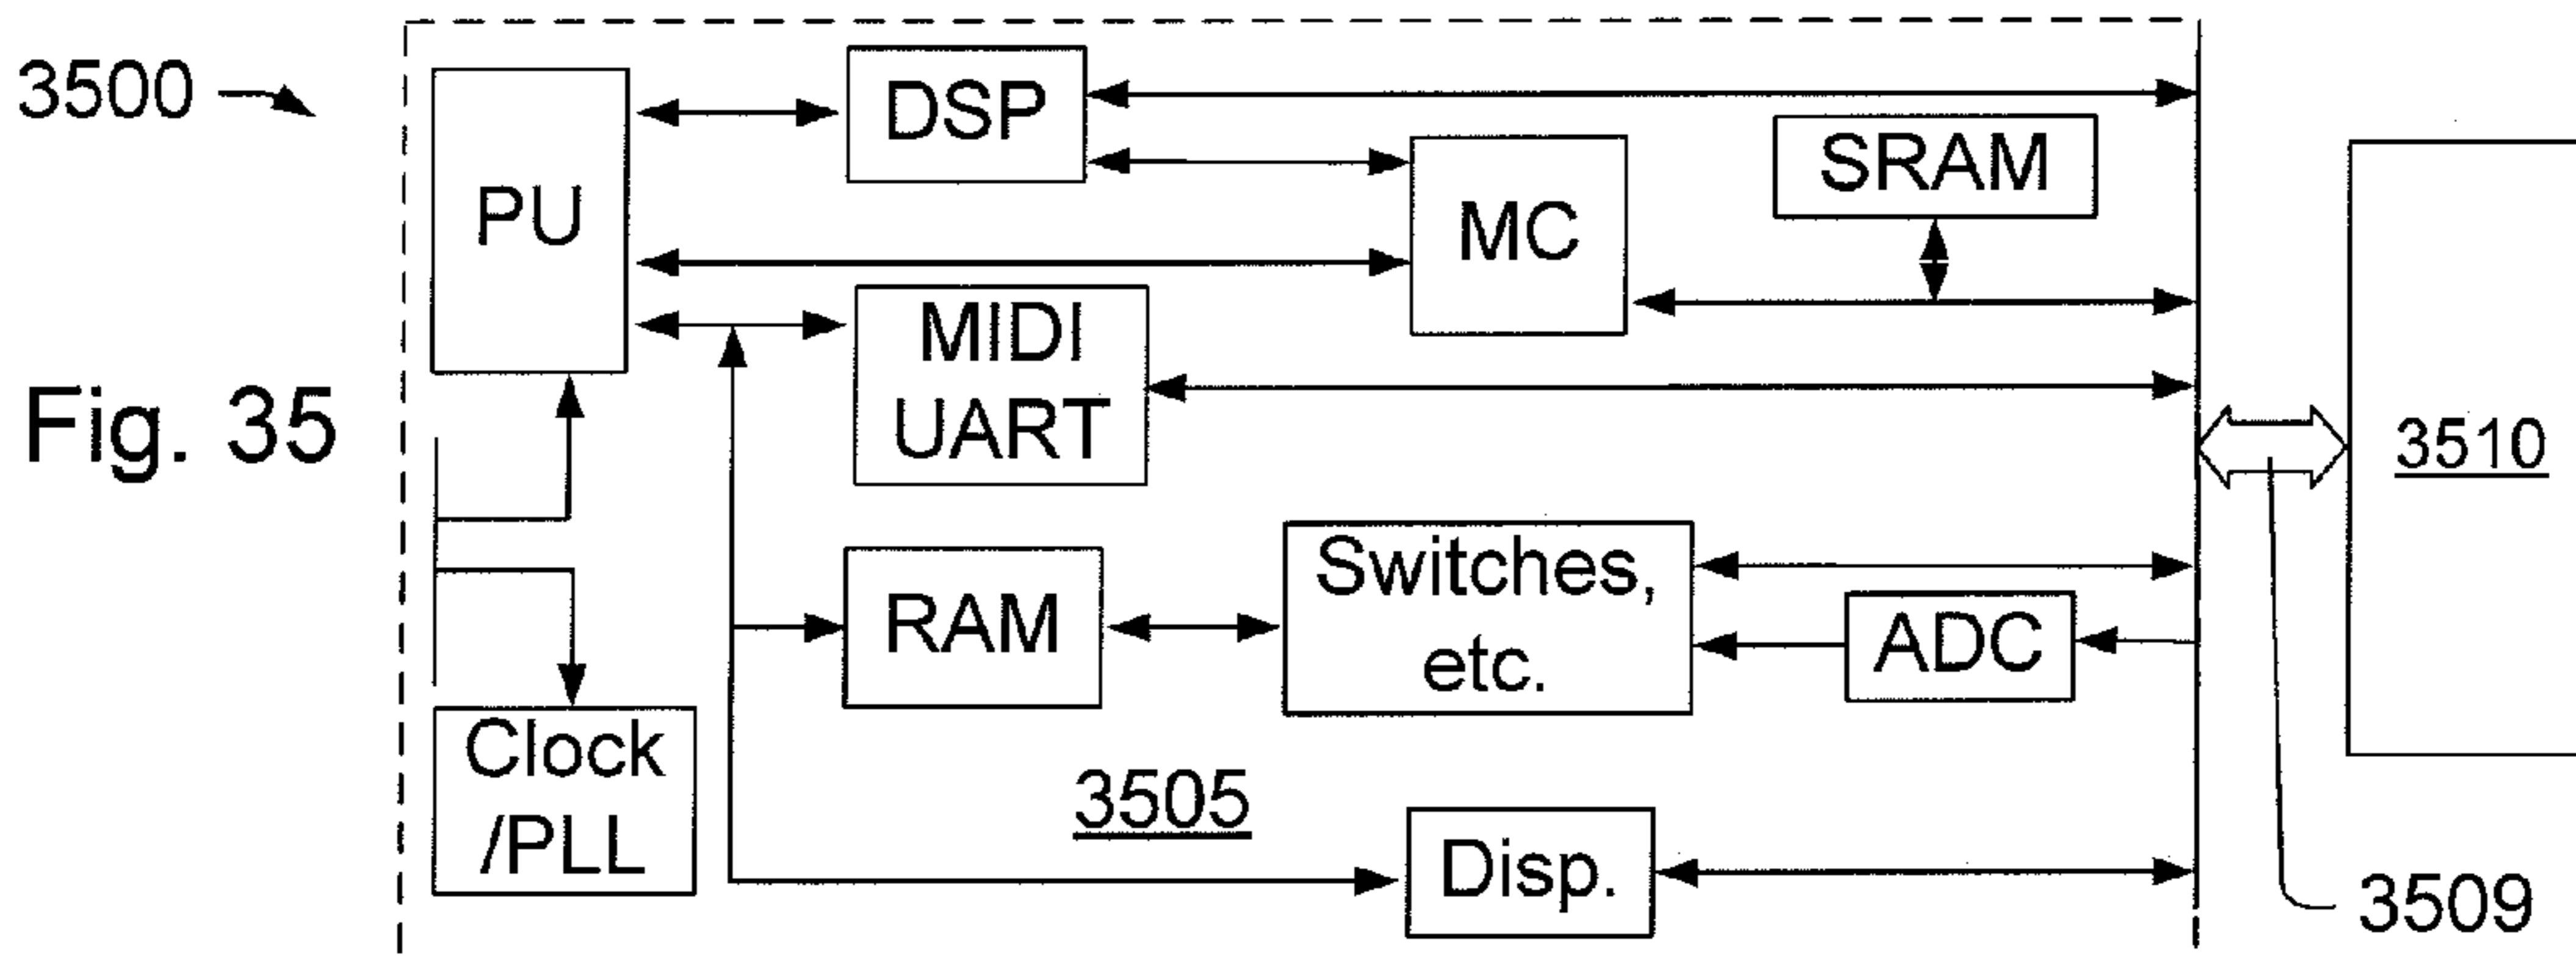 3500
DSP
PU
SRAM
MC
MIDI
UART
Fig. 35
3510
Switches,
etc.
RAM
ADC
Clock
/PLL
3505
Disp.
3509